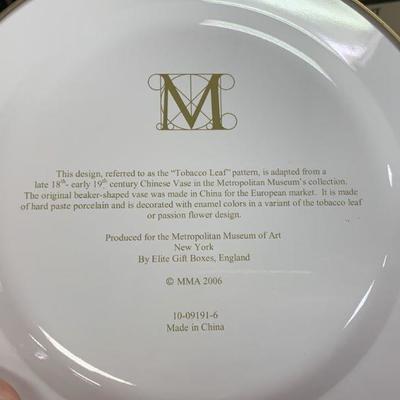 M
This design, referred to as the “Tobacco Leaf” pattern, is adapted from a
late 18th- early 19th century Chinese Vase in the Metropolitan Museum's collection.
The original beaker-shaped vase was made in China for the European market. It is made
of hard paste porcelain and is decorated with enamel colors in a variant of the tobacco leaf
or passion flower design.
Produced for the Metropolitan Museum of Art
New York
By Elite Gift Boxes, England
© MMA 2006
10-09191-6
Made in China